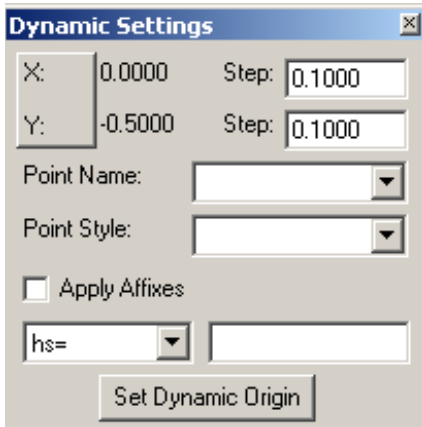 Dynamic Settings
X: 0.0000 Step: 0.1000
Y: -0.5000 Step: 0.1000
Point Name:
Point Style:
Apply Affixes
hs=
Set Dynamic Origin